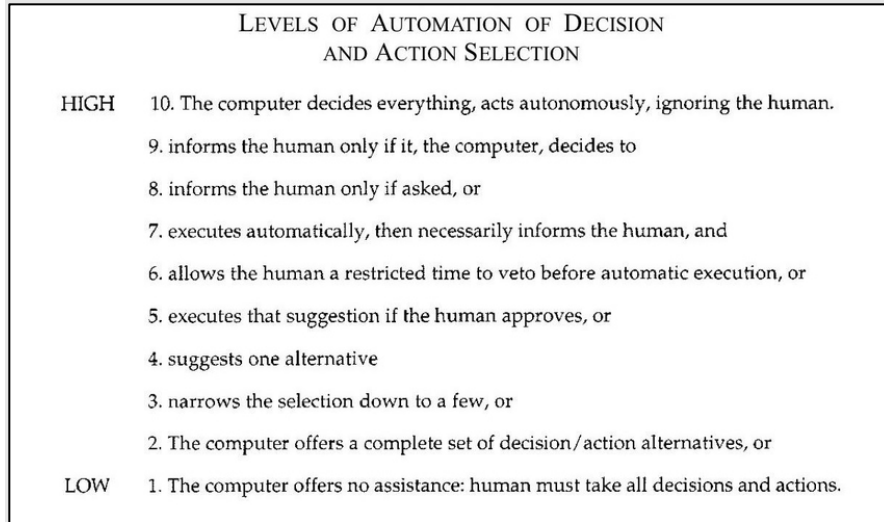 LEVELS OF AUTOMATION OF DECISION
AND ACTION SELECTION
HIGH 10. The computer decides everything, acts autonomously, ignoring the human.
9. informs the human only if it, the computer, decides to
8. informs the human only if asked, or
7. executes automatically, then necessarily informs the human, and
6. allows the human a restricted time to veto before automatic execution, or
5. executes that suggestion if the human approves, or
4. suggests one alternative
3. narrows the selection down to a few, or
2. The computer offers a complete set of decision/action alternatives, or
LOW 1. The computer offers no assistance: human must take all decisions and actions.